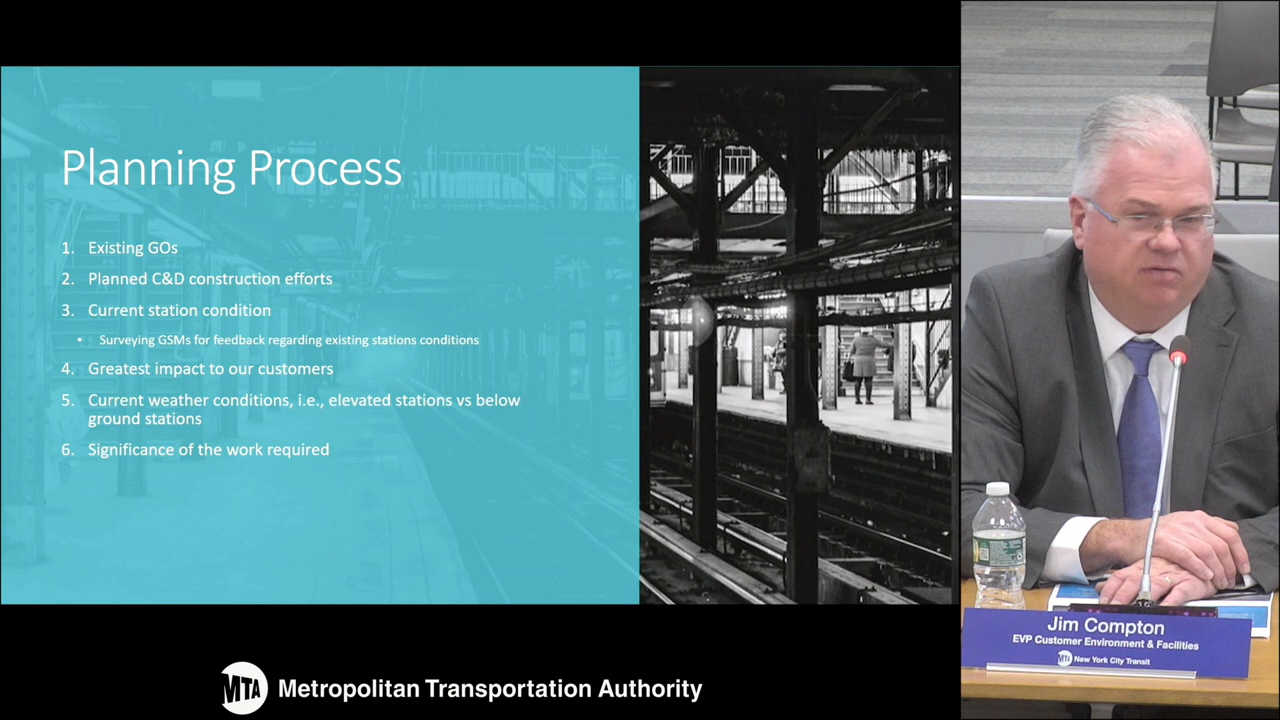 Planning Process
1. Existing GOs
2. Planned C&D construction efforts
3. Current station condition
• Surveying GSMs for feedback regarding existing stations conditions
4. Greatest impact to our customers
5. Current weather conditions, i.e., elevated stations vs below
ground stations
6. Significance of the work required
MTA Metropolitan Transportation Authority
Jim Compton
EVP Customer Environment & Facilities
MTA New York City Transit